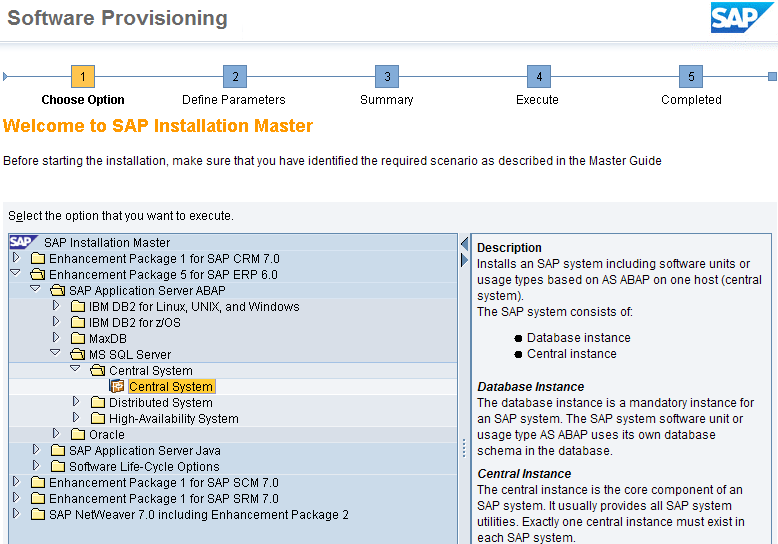 Software Provisioning
SAP
1
2
3
4
5
Choose Option
Define Parameters
Summary
Execute
Completed
Welcome to SAP Installation Master
Before starting the installation, make sure that you have identified the required scenario as described in the Master Guide
Select the option that you want to execute.
SAP SAP Installation Master
Enhancement Package 1 for SAP CRM 7.0
Enhancement Package 5 for SAP ERP 6.0
SAP Application Server ABAP
IBM DB2 for Linux, UNIX, and Windows
IBM DB2 for z/OS
MaxDB
MS SQL Server
Central System
Central System
Distributed System
High-Availability System
Oracle
SAP Application Server Java
Software Life-Cycle Options
Enhancement Package 1 for SAP SCM 7.0
Enhancement Package 1 for SAP SRM 7.0
SAP NetWeaver 7.0 including Enhancement Package 2
Description
Installs an SAP system including software units or
usage types based on AS ABAP on one host (central
system).
The SAP system consists of:
● Database instance
● Central instance
Database Instance
The database instance is a mandatory instance for
an SAP system. The SAP system software unit or
usage type AS ABAP uses its own database
schema in the database.
Central Instance
The central instance is the core component of an
SAP system. It usually provides all SAP system
utilities. Exactly one central instance must exist in
each SAP system.